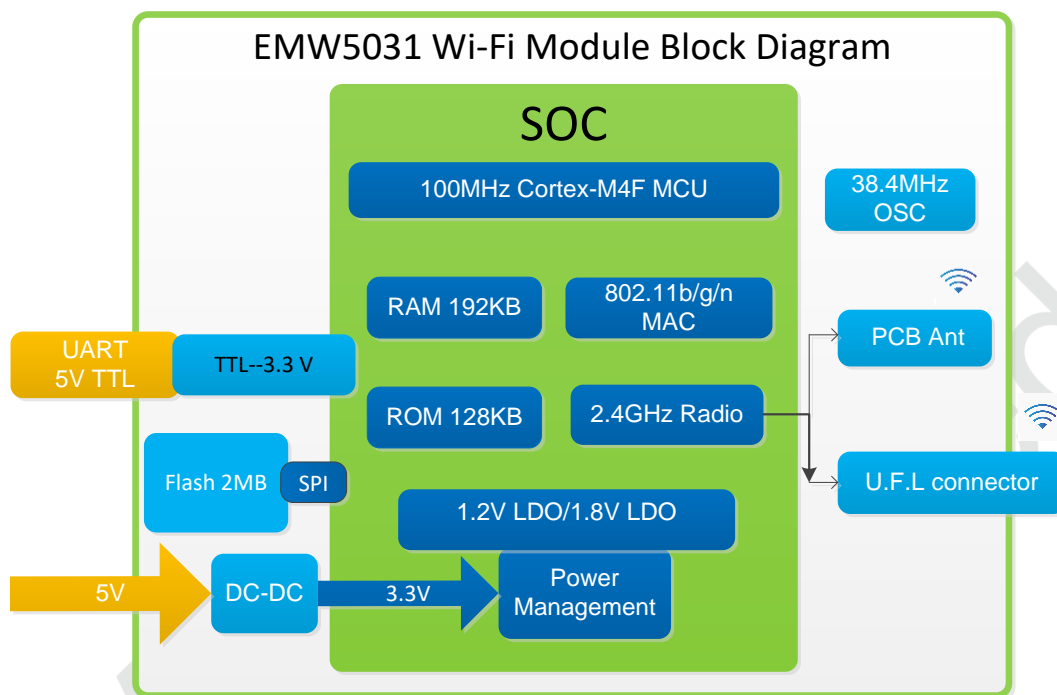 EMW5031 Wi-Fi Module Block Diagram
SOC
100MHz Cortex-M4F MCU
38.4MHz
OSC
RAM 192KB
802.11b/g/n
MAC
PCB Ant
UART
5V TTL
TTL--3.3 V
ROM 128KB
2.4GHz Radio
Flash 2MB
SPI
U.F.L connector
1.2V LDO/1.8V LDO
5V
DC-DC
3.3V
Power
Management